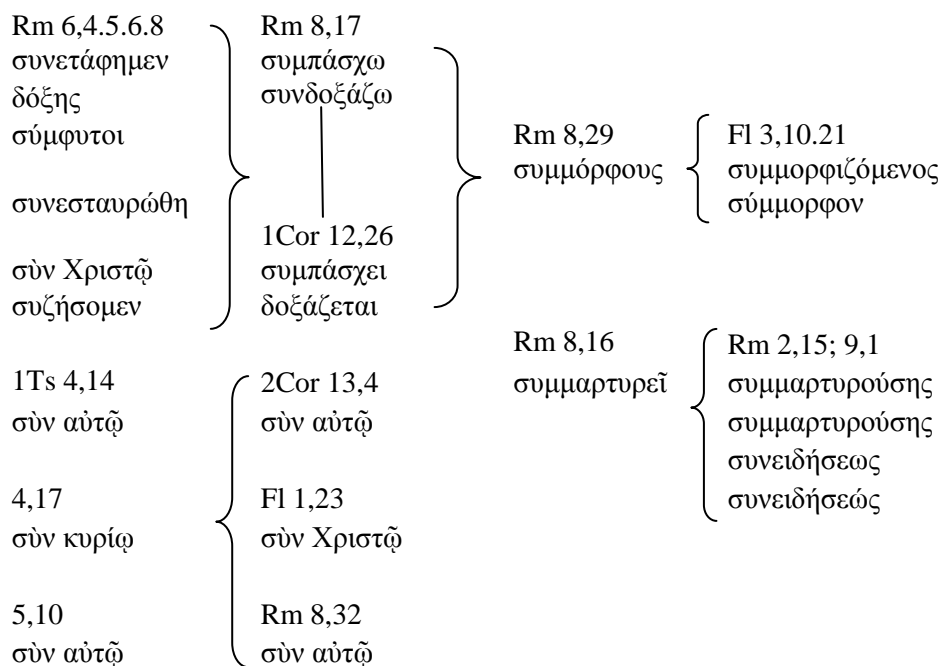 Rm 6,4.5.6.8
συνετάφημεν
δόξης
σύμφυτοι
συνεσταυρώθη
σὺν Χριστῷ
συζήσομεν
Rm 8,17
συμπάσχω
συνδοξάζω
1Cor 12,26
συμπάσχει
δοξάζεται
Rm 8,29
συμμόρφους
Fl 3,10.21
συμμορφιζόμενος
σύμμορφον
1Ts 4,14
σὺν αὐτῷ
4,17
σὺν κυρίῳ
5,10
σὺν αὐτῷ
2Cor 13,4
σὺν αὐτῷ
Fl 1,23
σὺν Χριστῷ
Rm 8,32
σὺν αὐτῷ
Rm 8,16
συμμαρτυρεῖ
Rm 2,15; 9,1
συμμαρτυρούσης
συμμαρτυρούσης
συνειδήσεως
συνειδήσεώς